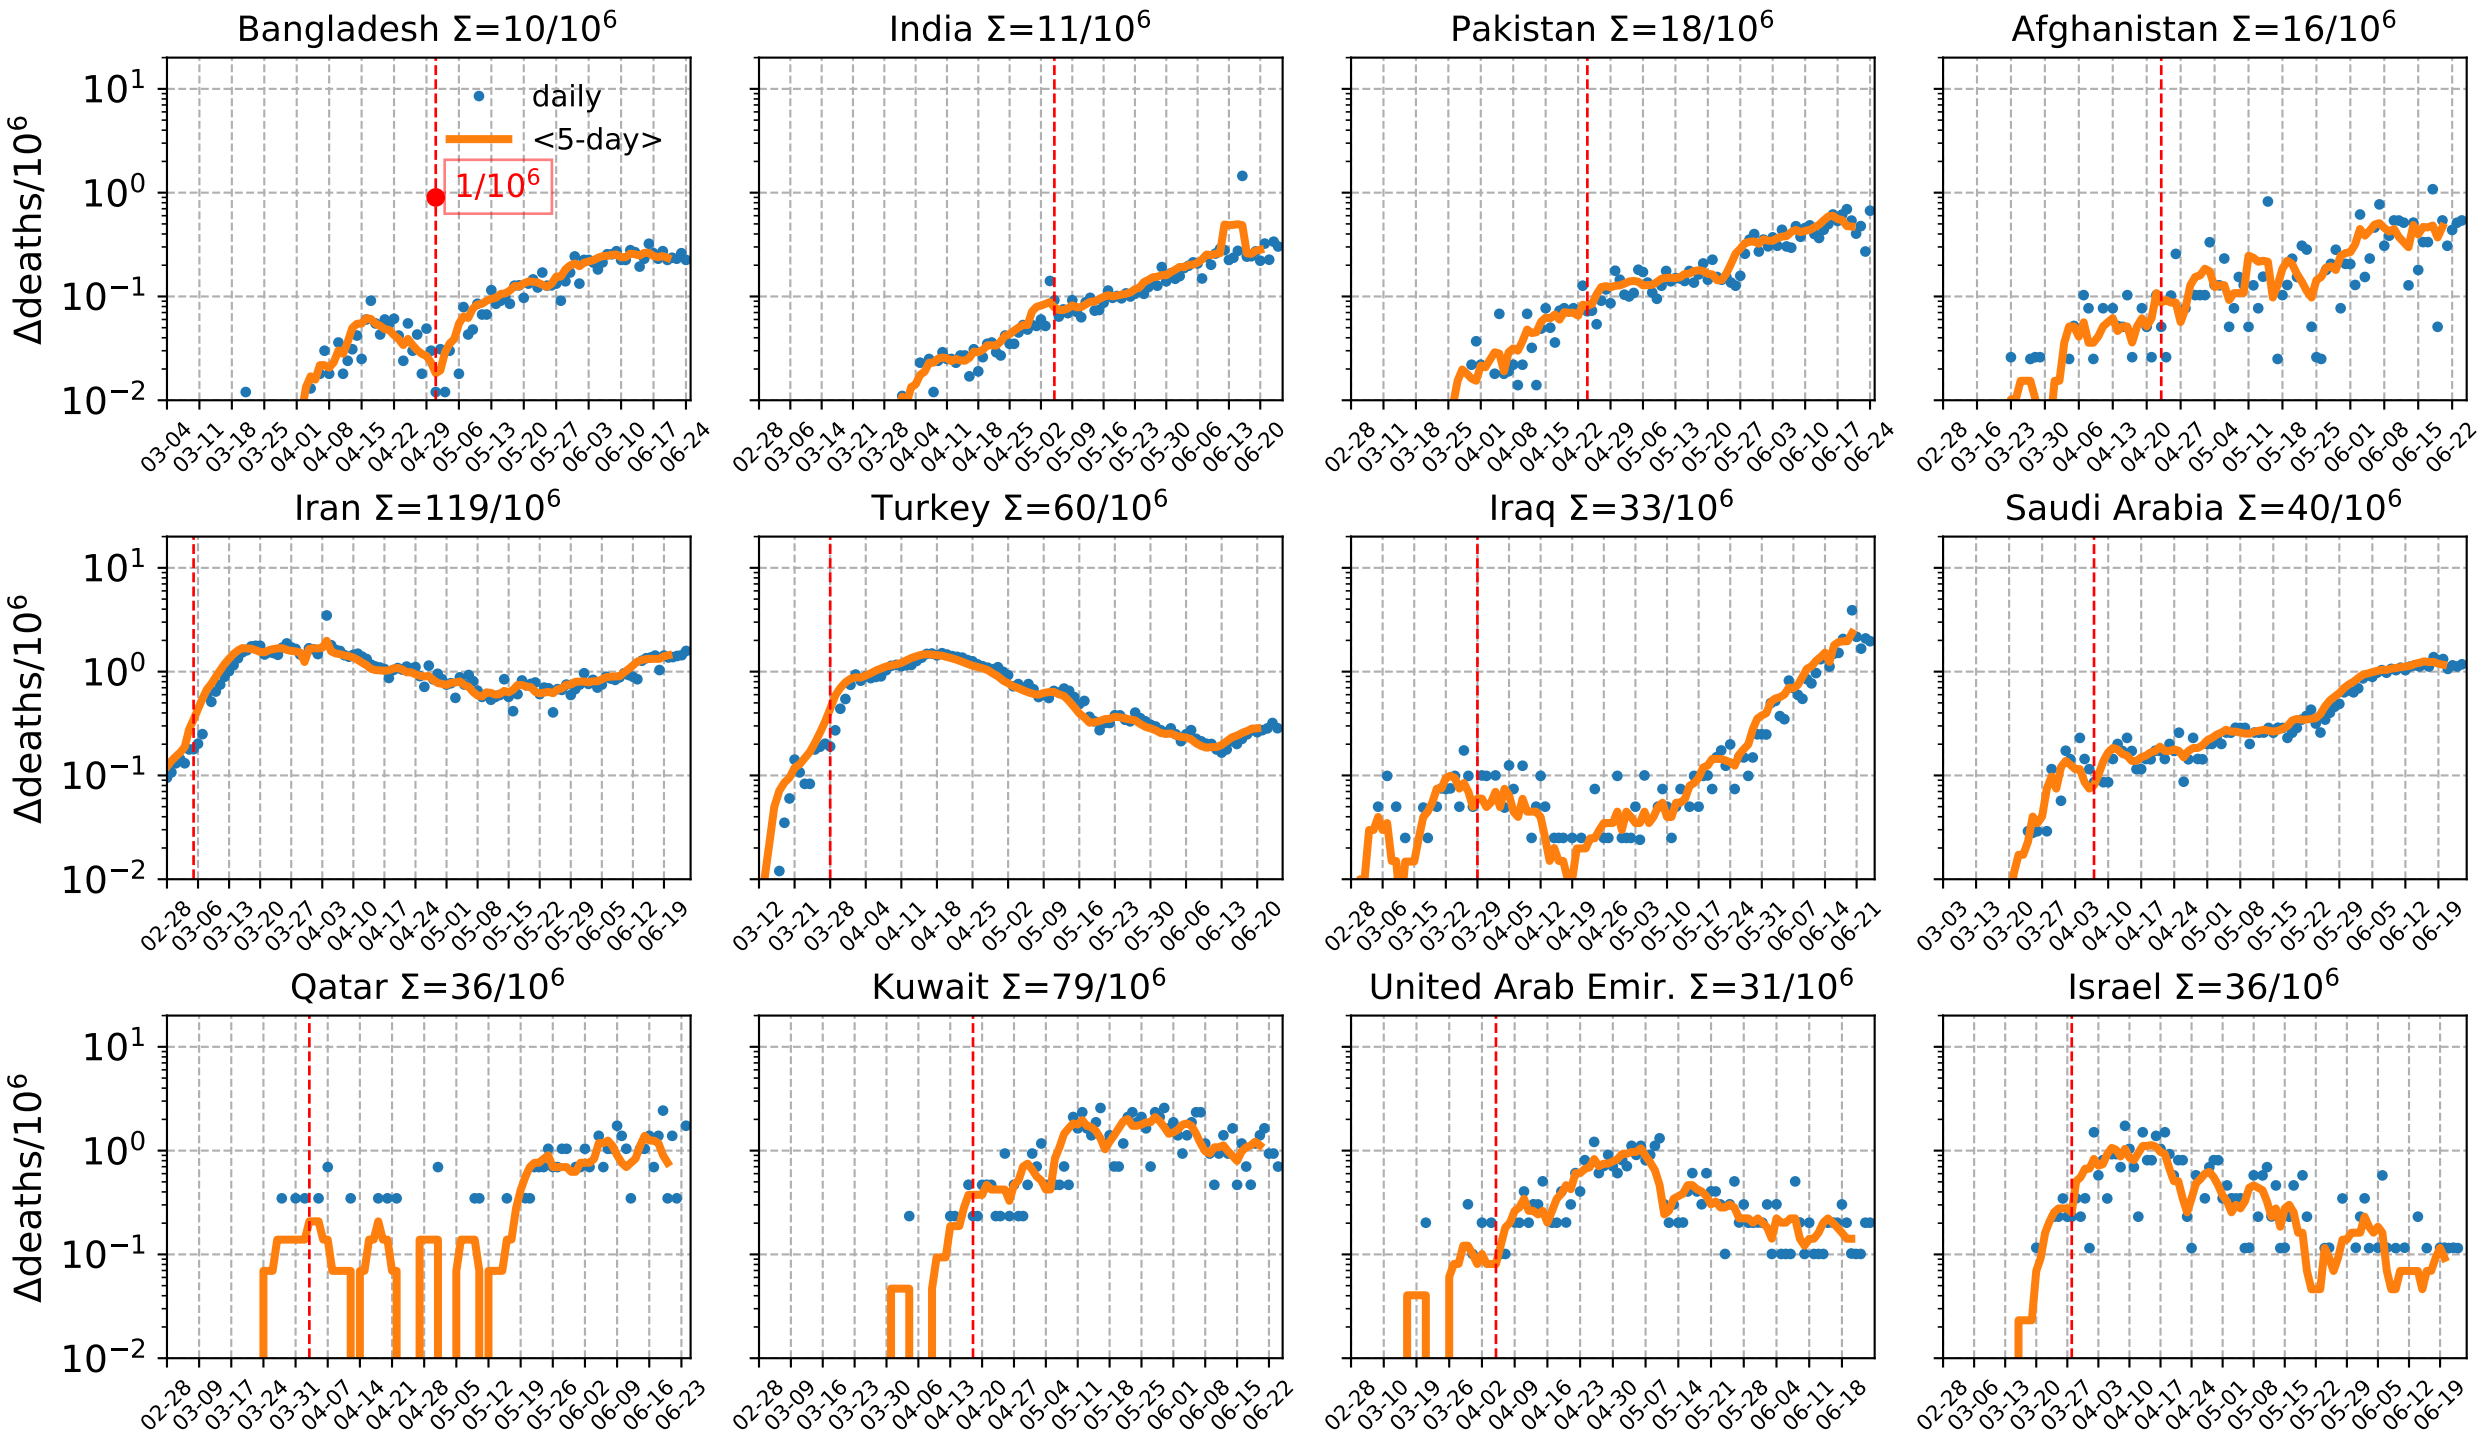 Bangladesh Σ=10/10⁶
India Σ=11/10⁶
Pakistan Σ=18/10⁶
Afghanistan Σ=16/10⁶
Δdeaths/10⁶
10¹
10⁰
10⁻¹
10⁻²
daily
<5-day>
1/10⁶
03-04 03-11 03-18 03-25 04-01 04-08 04-15 04-22 04-29 05-06 05-13 05-20 05-27 06-03 06-10 06-17 06-24
02-28 03-06 03-14 03-21 03-28 04-04 04-11 04-18 04-25 05-02 05-09 05-16 05-23 05-30 06-06 06-13 06-20
02-28 03-11 03-18 03-25 04-01 04-08 04-15 04-22 04-29 05-06 05-13 05-20 05-27 06-03 06-10 06-17 06-24
02-28 03-16 03-23 03-30 04-06 04-13 04-20 04-27 05-04 05-11 05-18 05-25 06-01 06-08 06-15 06-22
Iran Σ=119/10⁶
Turkey Σ=60/10⁶
Iraq Σ=33/10⁶
Saudi Arabia Σ=40/10⁶
Δdeaths/10⁶
10¹
10⁰
10⁻¹
10⁻²
02-28 03-06 03-13 03-20 03-27 04-03 04-10 04-17 04-24 05-01 05-08 05-15 05-22 05-29 06-05 06-12 06-19
03-12 03-21 03-28 04-04 04-11 04-18 04-25 05-02 05-09 05-16 05-23 05-30 06-06 06-13 06-20
02-28 03-06 03-15 03-22 03-29 04-05 04-12 04-19 04-26 05-03 05-10 05-17 05-24 05-31 06-07 06-14 06-21
03-03 03-13 03-20 03-27 04-03 04-10 04-17 04-24 05-01 05-08 05-15 05-22 05-29 06-05 06-12 06-19
Qatar Σ=36/10⁶
Kuwait Σ=79/10⁶
United Arab Emir. Σ=31/10⁶
Israel Σ=36/10⁶
Δdeaths/10⁶
10¹
10⁰
10⁻¹
10⁻²
02-28 03-09 03-17 03-24 03-31 04-07 04-14 04-21 04-28 05-05 05-12 05-19 05-26 06-02 06-09 06-16 06-23
02-28 03-09 03-16 03-23 03-30 04-06 04-13 04-20 04-27 05-04 05-11 05-18 05-25 06-01 06-08 06-15 06-22
02-28 03-10 03-19 03-26 04-02 04-09 04-16 04-23 04-30 05-07 05-14 05-21 05-28 06-04 06-11 06-18
02-28 03-06 03-13 03-20 03-27 04-03 04-10 04-17 04-24 05-01 05-08 05-15 05-22 05-29 06-05 06-12 06-19